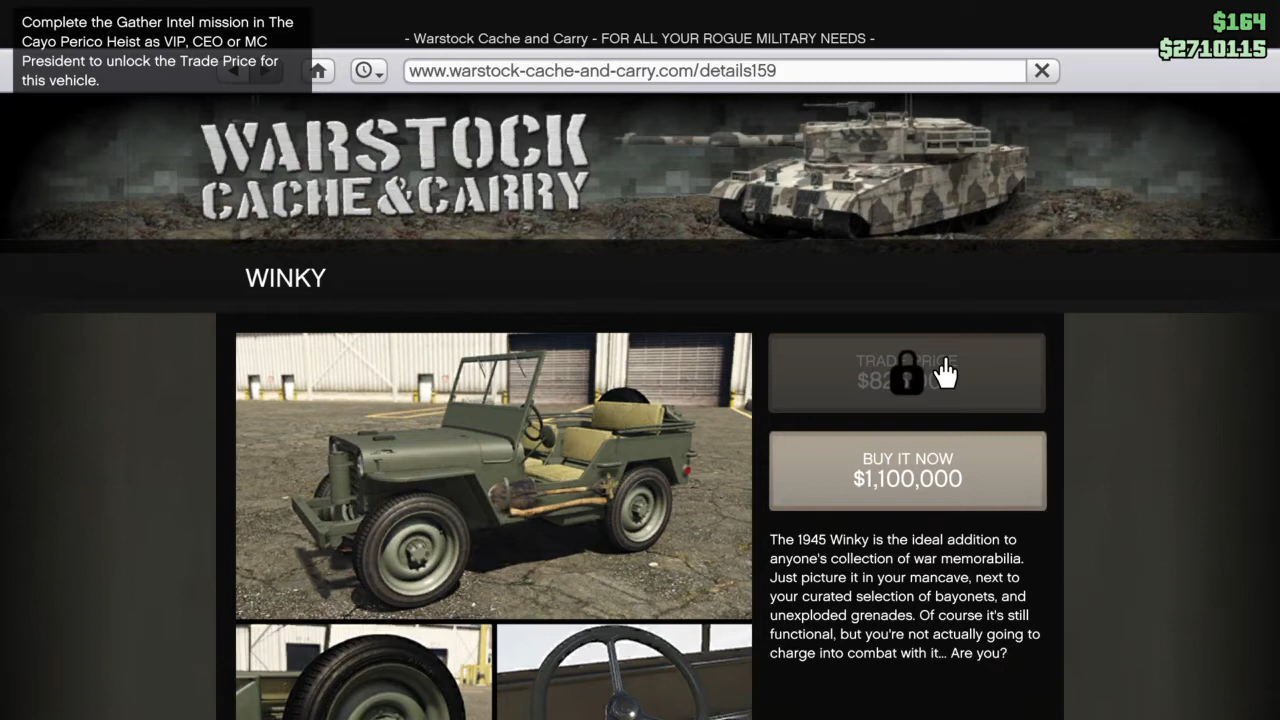 Complete the Gather Intel mission in The
Cayo Perico Heist as VIP, CEO or MC
President to unlock the Trade Price for
this vehicle.
$164
$2710115
- Warstock Cache and Carry - FOR ALL YOUR ROGUE MILITARY NEEDS -
www.warstock-cache-and-carry.com/details159
WARSTOCK
CACHE & CARRY
WINKY
TRADE PRICE
BUY IT NOW
$1,100,000
The 1945 Winky is the ideal addition to
anyone's collection of war memorabilia.
Just picture it in your mancave, next to
your curated selection of bayonets, and
unexploded grenades. Of course it's still
functional, but you're not actually going to
charge into combat with it... Are you?